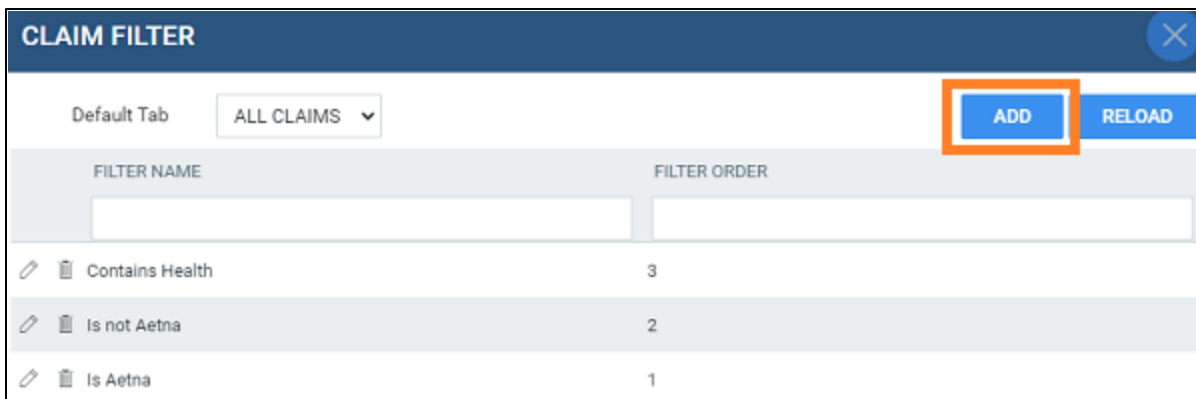 CLAIM FILTER
Default Tab ALL CLAIMS ADD RELOAD
FILTER NAME FILTER ORDER
Contains Health 3
Is not Aetna 2
Is Aetna 1